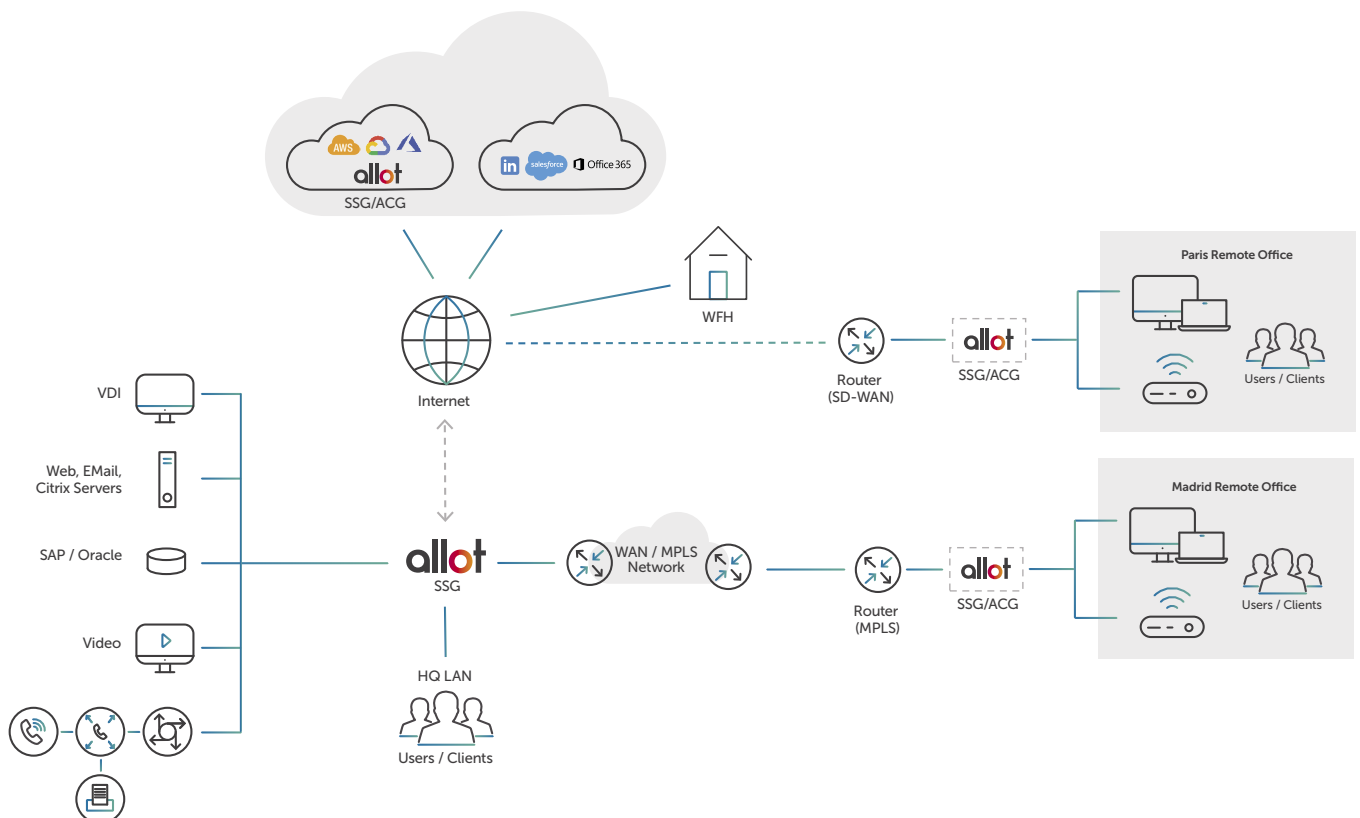 AWS
allot
SSG/ACG
in
salesforce
Office 365
WFH
Internet
Router
(SD-WAN)
allot
SSG/ACG
Paris Remote Office
Users / Clients
VDI
Web, EMail,
Citrix Servers
SAP / Oracle
Video
allot
SSG
WAN / MPLS
Network
Router
(MPLS)
allot
SSG/ACG
Madrid Remote Office
Users / Clients
HQ LAN
Users / Clients